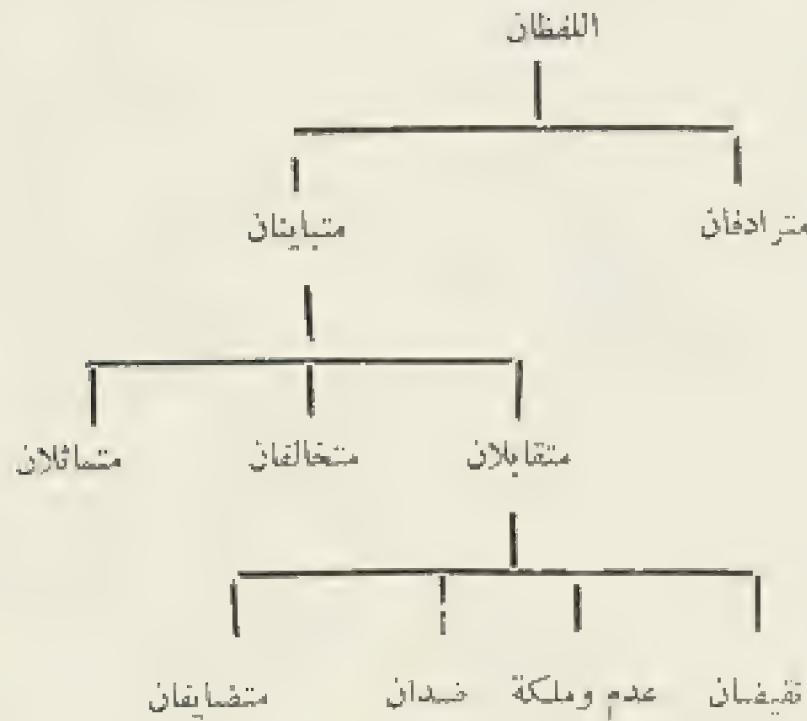 اللفظان
مترادفان متباينان
متقابلان متخالفان متماثلان
نقيضان عدم وملكة ضدان متضايفان